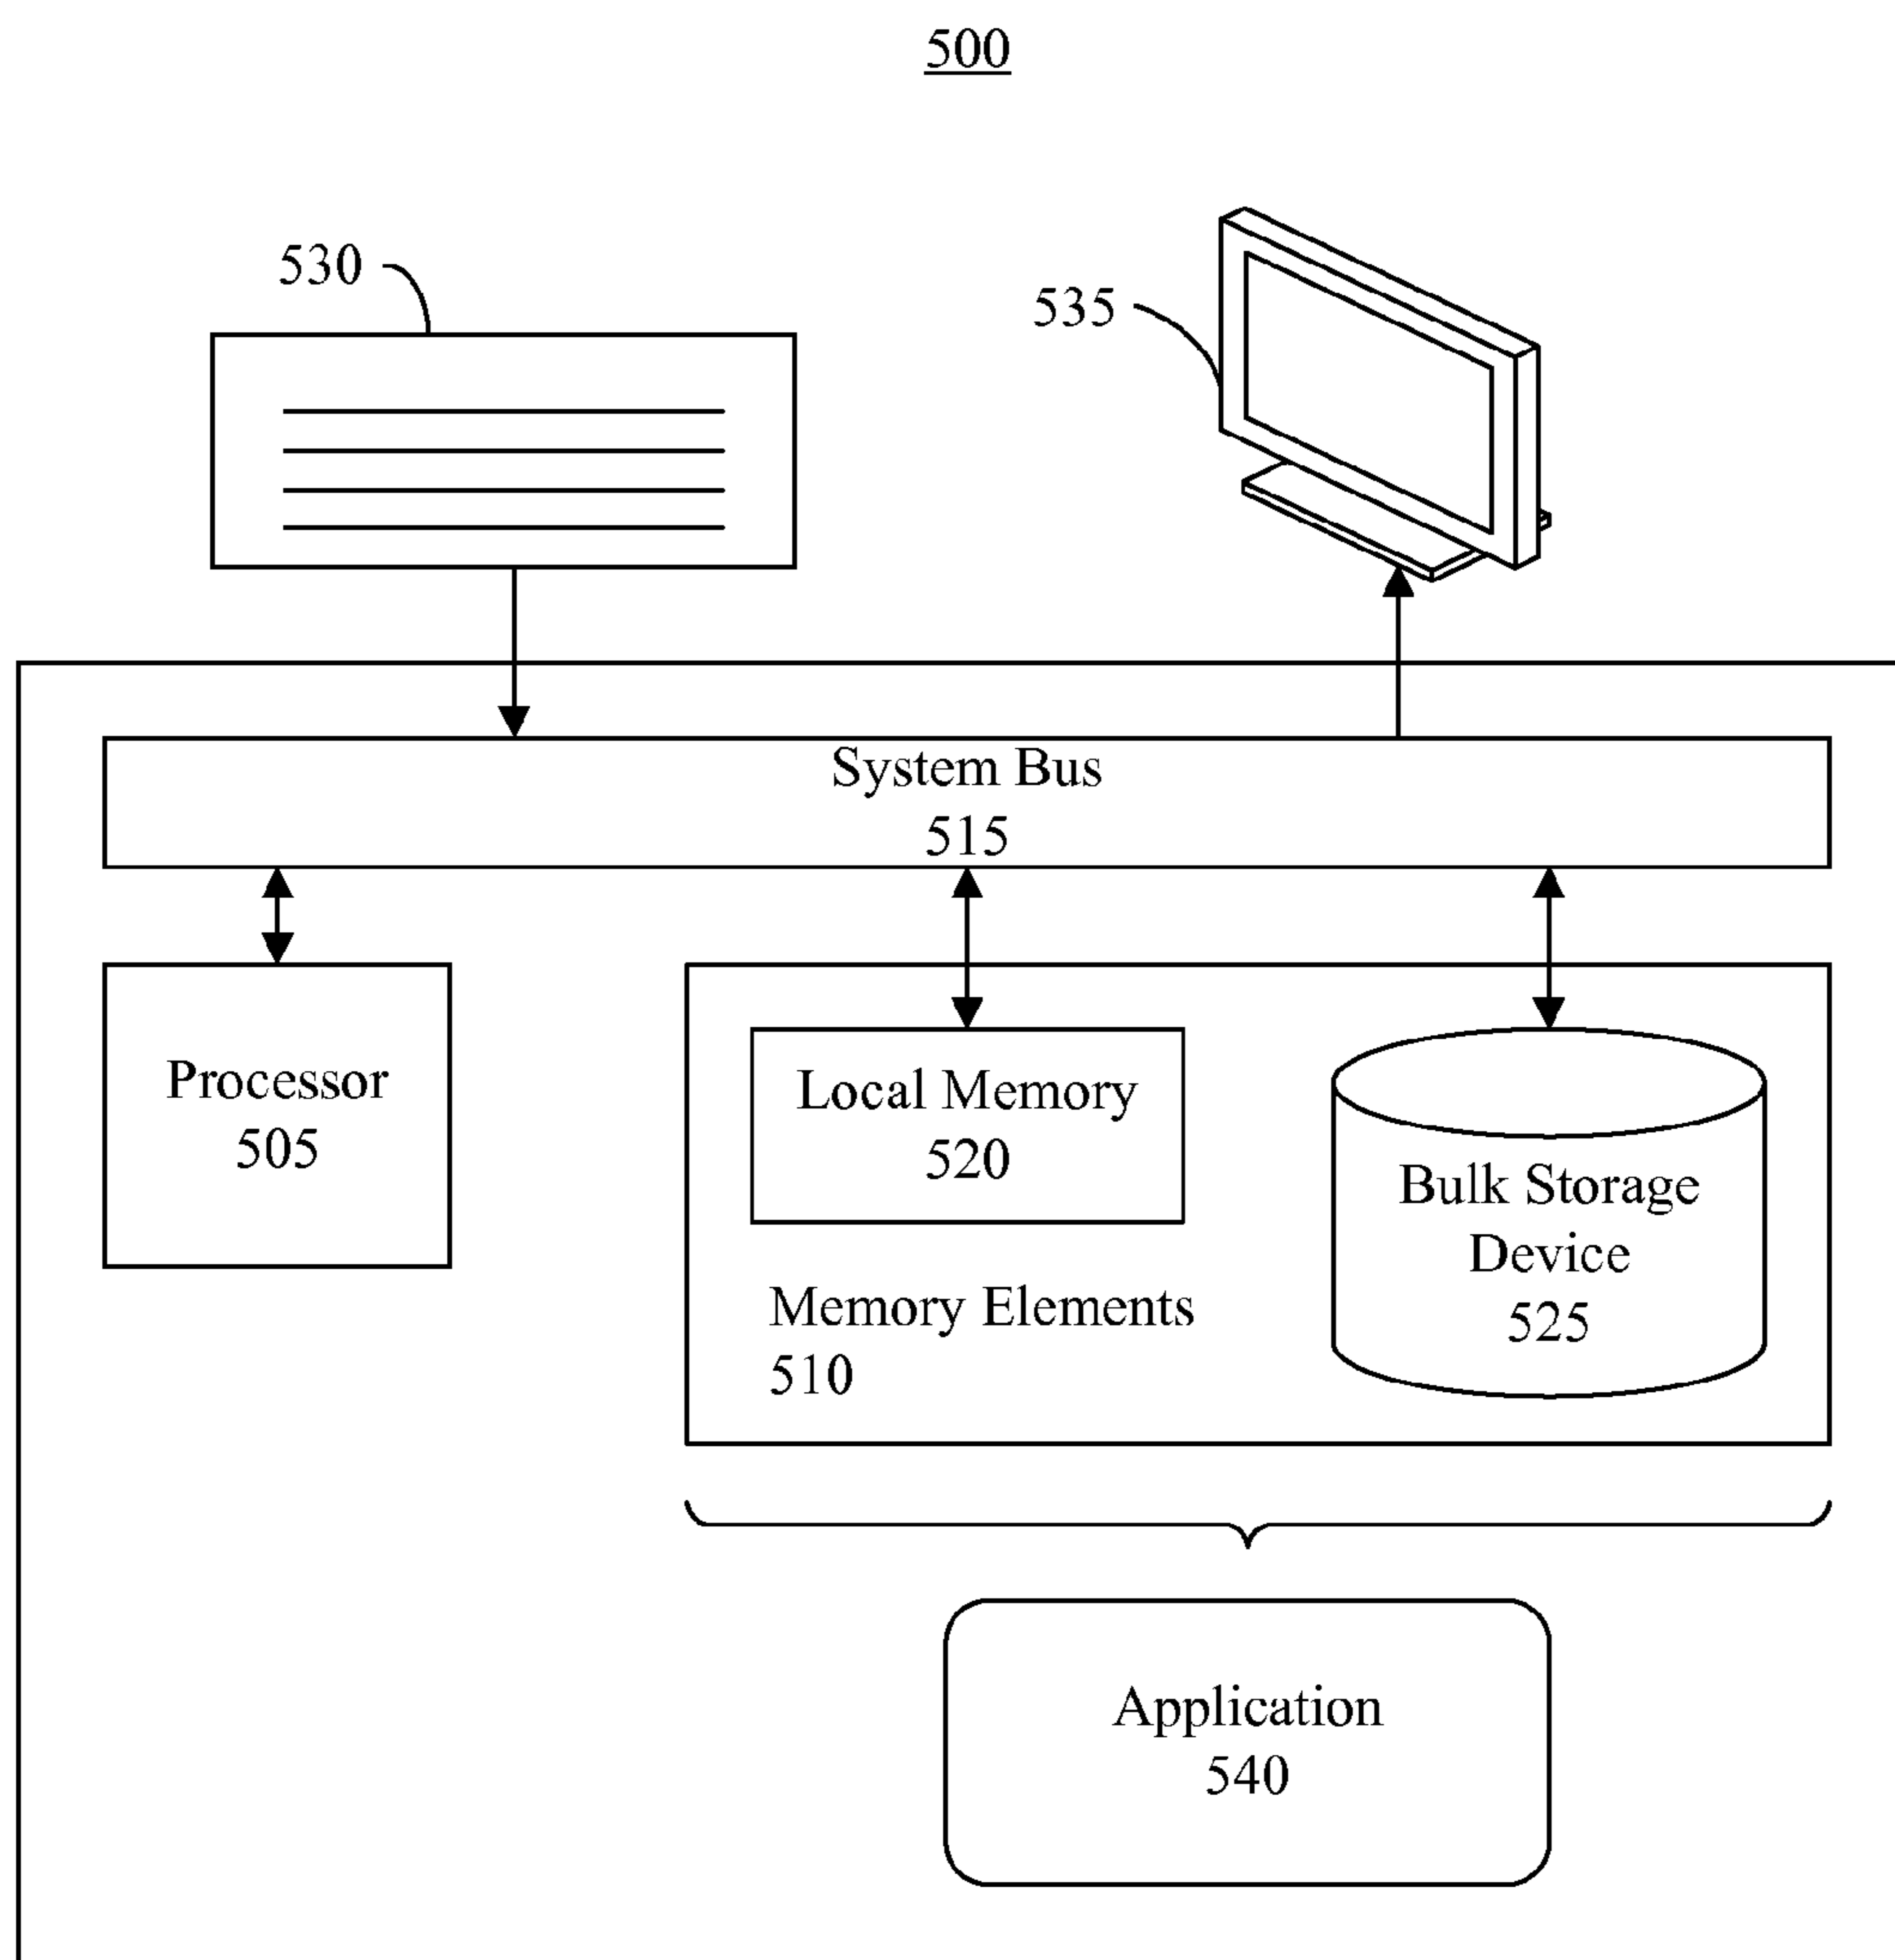 500
530
535
System Bus
515
Processor
505
Local Memory
520
Memory Elements
510
Bulk Storage
Device
525
Application
540